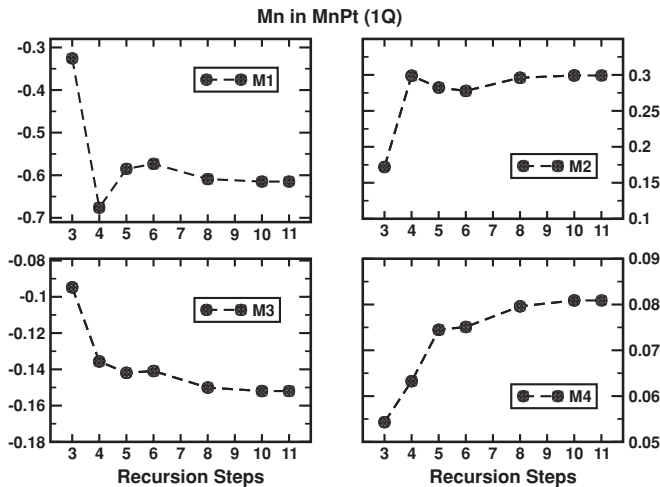 Mn in MnPt (1Q)
-0.3
-0.4
-0.5
-0.6
-0.7
M1
3 4 5 6 7 8 9 10 11
0.3
0.25
0.2
0.15
0.1
M2
3 4 5 6 7 8 9 10 11
-0.08
-0.1
-0.12
-0.14
-0.16
-0.18
M3
3 4 5 6 7 8 9 10 11
Recursion Steps
0.09
0.08
0.07
0.06
0.05
M4
3 4 5 6 7 8 9 10 11
Recursion Steps